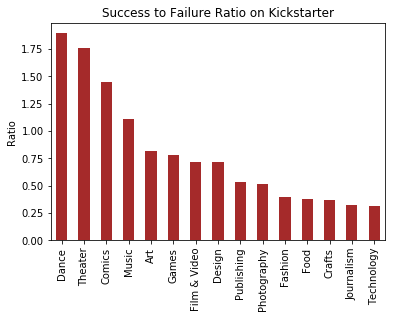 Success to Failure Ratio on Kickstarter
Ratio
1.75
1.50
1.25
1.00
0.75
0.50
0.25
0.00
Dance
Theater
Comics
Music
Art
Games
Film & Video
Design
Publishing
Photography
Fashion
Food
Crafts
Journalism
Technology